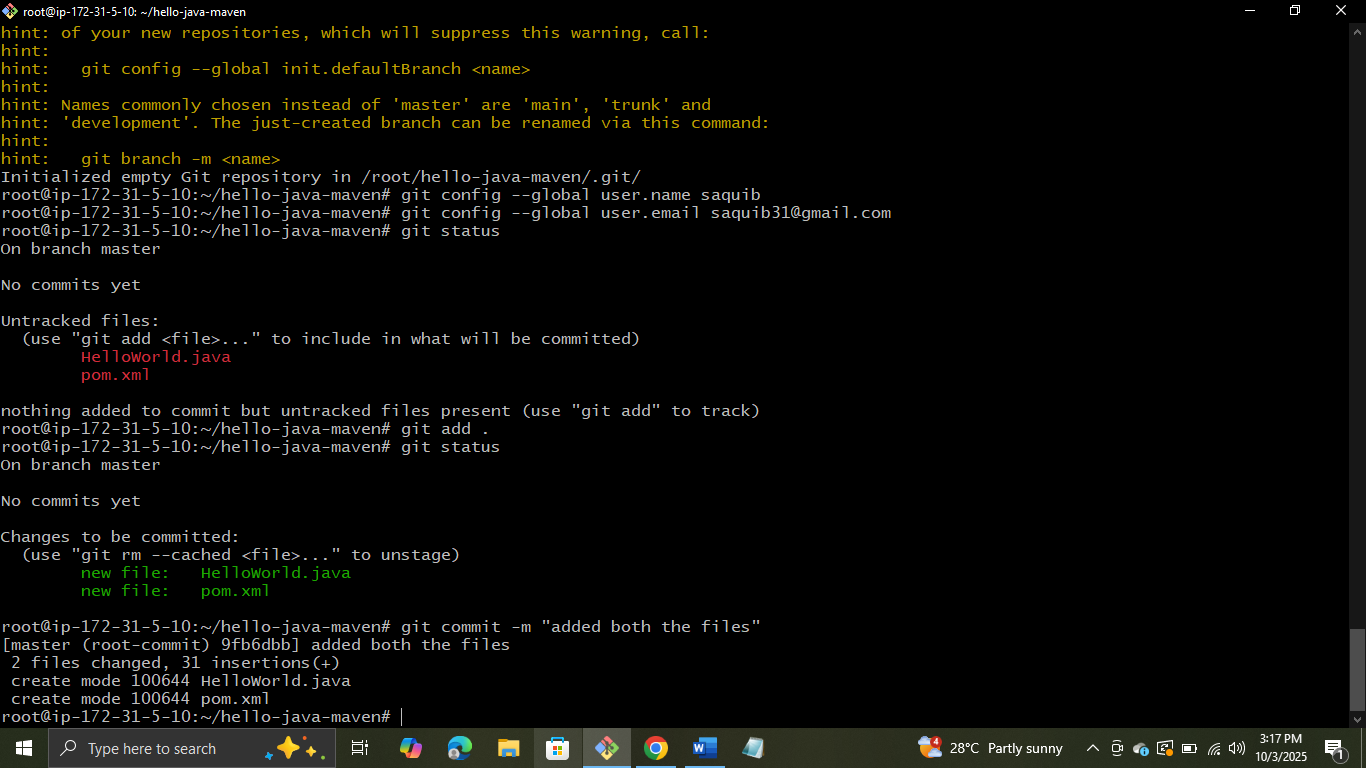 root@ip-172-31-5-10: ~/hello-java-maven
hint: of your new repositories, which will suppress this warning, call:
hint:
hint:   git config --global init.defaultBranch <name>
hint:
hint: Names commonly chosen instead of 'master' are 'main', 'trunk' and
hint: 'development'. The just-created branch can be renamed via this command:
hint:
hint:   git branch -m <name>
Initialized empty Git repository in /root/hello-java-maven/.git/
root@ip-172-31-5-10:~/hello-java-maven# git config --global user.name saquib
root@ip-172-31-5-10:~/hello-java-maven# git config --global user.email saquib31@gmail.com
root@ip-172-31-5-10:~/hello-java-maven# git status
On branch master

No commits yet

Untracked files:
  (use "git add <file>..." to include in what will be committed)
        HelloWorld.java
        pom.xml

nothing added to commit but untracked files present (use "git add" to track)
root@ip-172-31-5-10:~/hello-java-maven# git add .
root@ip-172-31-5-10:~/hello-java-maven# git status
On branch master

No commits yet

Changes to be committed:
  (use "git rm --cached <file>..." to unstage)
        new file:   HelloWorld.java
        new file:   pom.xml

root@ip-172-31-5-10:~/hello-java-maven# git commit -m "added both the files"
[master (root-commit) 9fb6dbb] added both the files
 2 files changed, 31 insertions(+)
 create mode 100644 HelloWorld.java
 create mode 100644 pom.xml
root@ip-172-31-5-10:~/hello-java-maven#
Type here to search
4
28°C Partly sunny
3:17 PM
10/3/2025
1